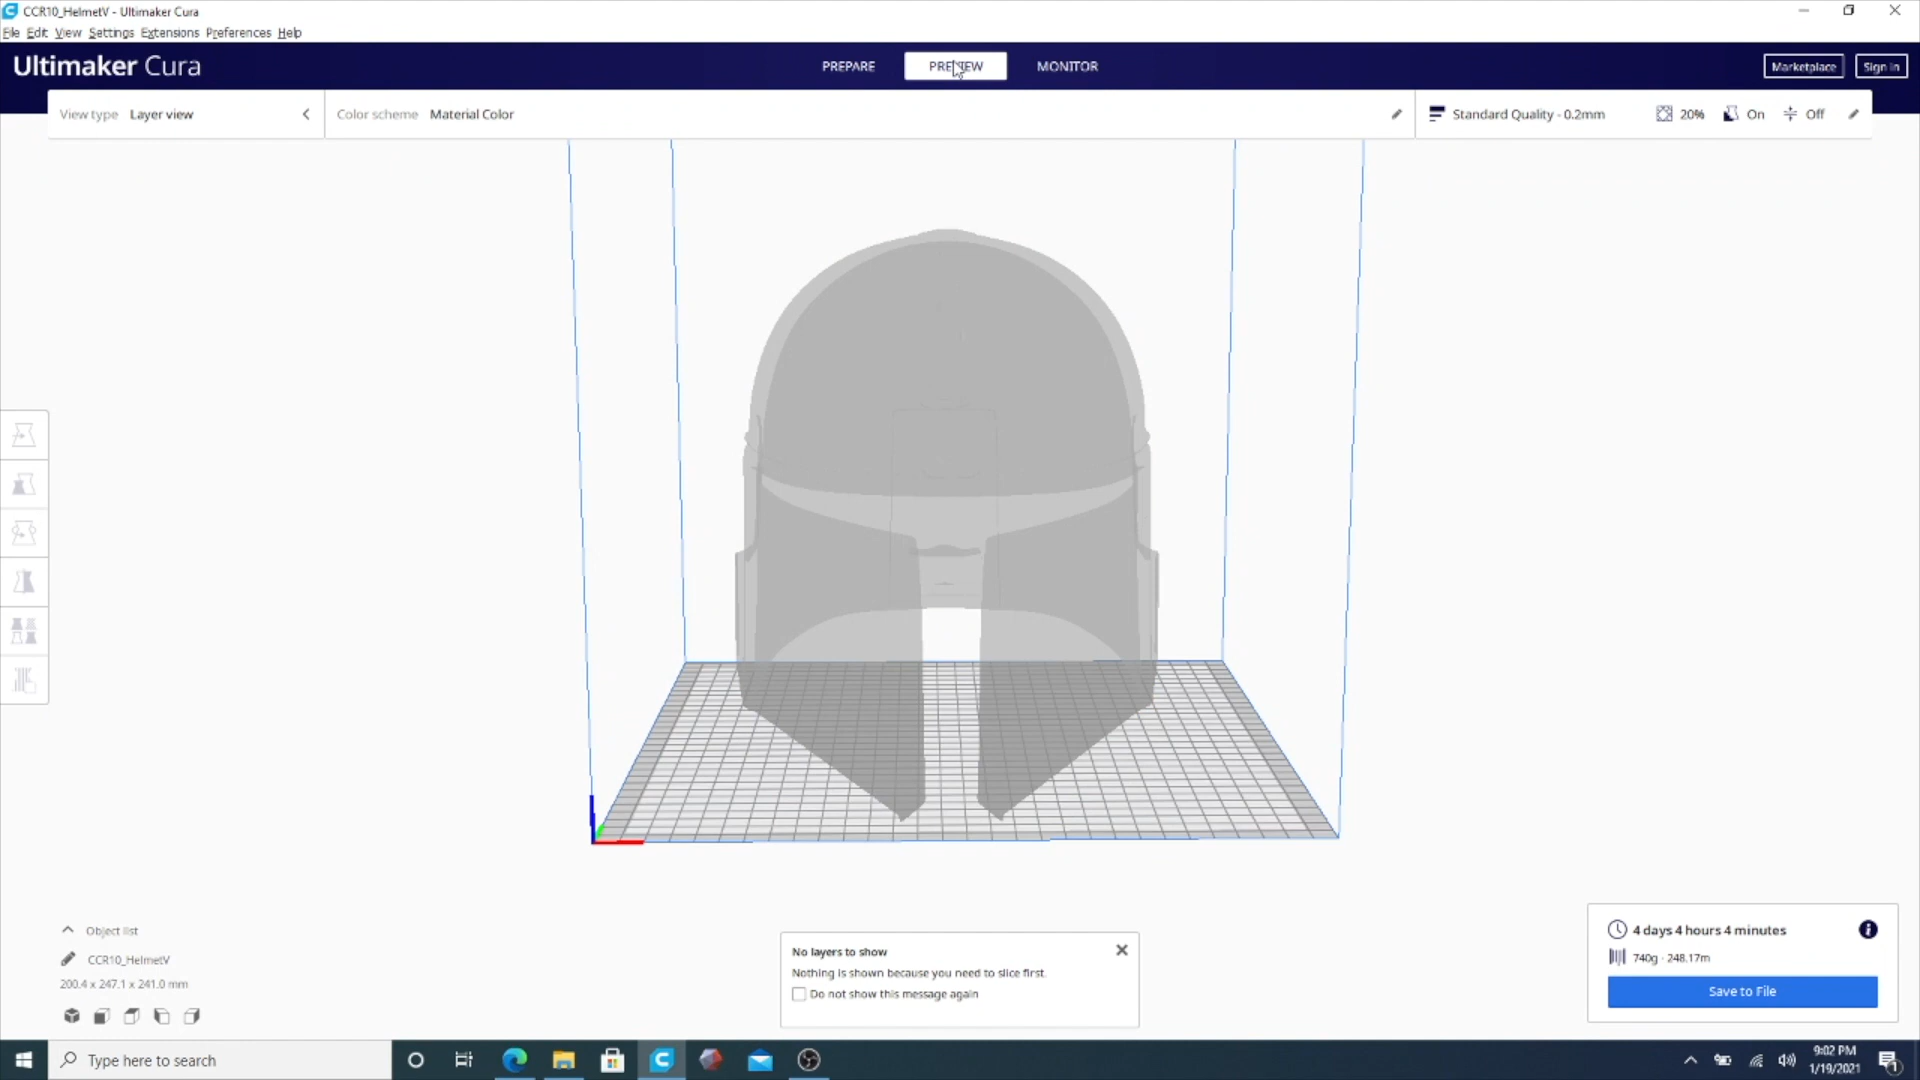 CCR10_HelmetV - Ultimaker Cura
File Edit View Settings Extensions Preferences Help
Ultimaker Cura
PREPARE
PREVIEW
MONITOR
Marketplace
Sign in
View type Layer view
Color scheme Material Color
Standard Quality - 0.2mm
20%
On
Off
Object list
CCR10_HelmetV
200.4 x 247.1 x 241.0 mm
No layers to show
Nothing is shown because you need to slice first.
Do not show this message again
4 days 4 hours 4 minutes
740g · 248.17m
Save to File
Type here to search
9:02 PM
1/19/2021
1